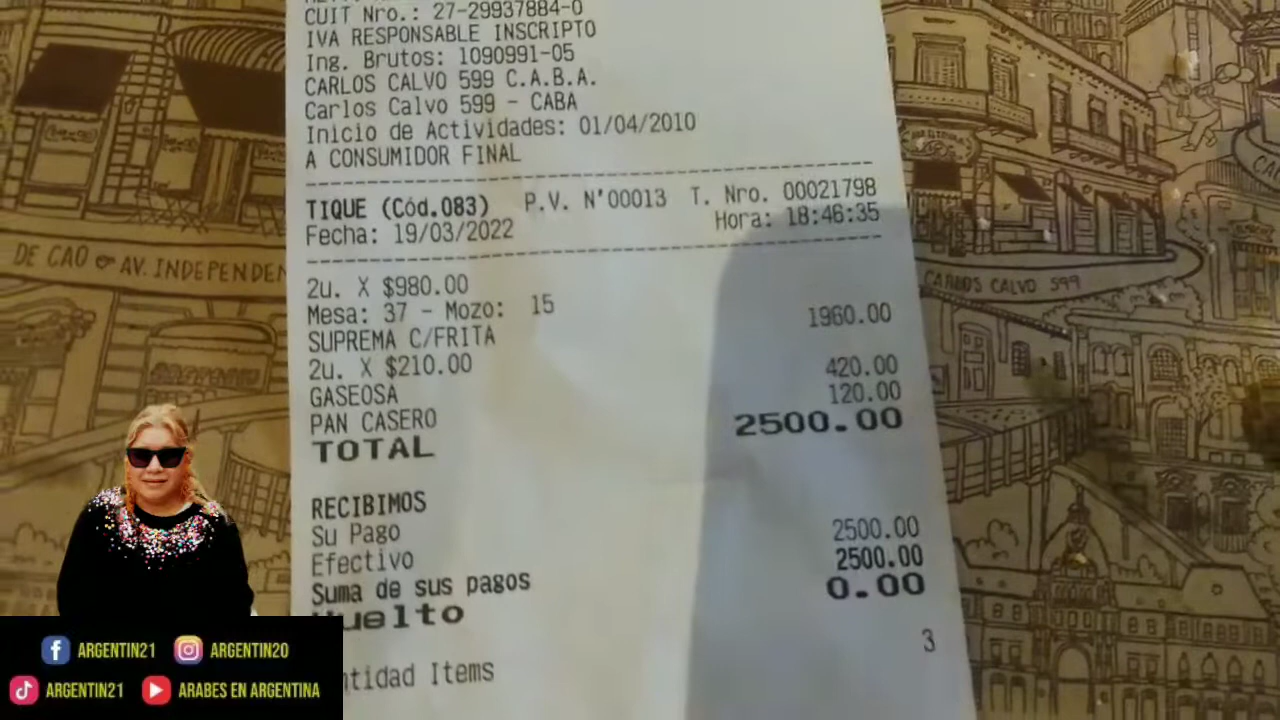 CUIT Nro.: 27-29937884-0
IVA RESPONSABLE INSCRIPTO
Ing. Brutos: 1090991-05
CARLOS CALVO 599 C.A.B.A.
Carlos Calvo 599 - CABA
Inicio de Actividades: 01/04/2010
A CONSUMIDOR FINAL
TIQUE (Cód.083) P.V. N°00013 T. Nro. 00021798
Fecha: 19/03/2022 Hora: 18:46:35
2u. X $980.00
Mesa: 37 - Mozo: 15
SUPREMA C/FRITA 1960.00
2u. X $210.00
GASEOSA 420.00
PAN CASERO 120.00
TOTAL 2500.00
RECIBIMOS
Su Pago
Efectivo 2500.00
Suma de sus pagos 2500.00
Vuelto 0.00
ntidad Items 3
DE CAO AV. INDEPENDEN
CARLOS CALVO 599
ARGENTIN21
ARGENTIN20
ARGENTIN21
ARABES EN ARGENTINA